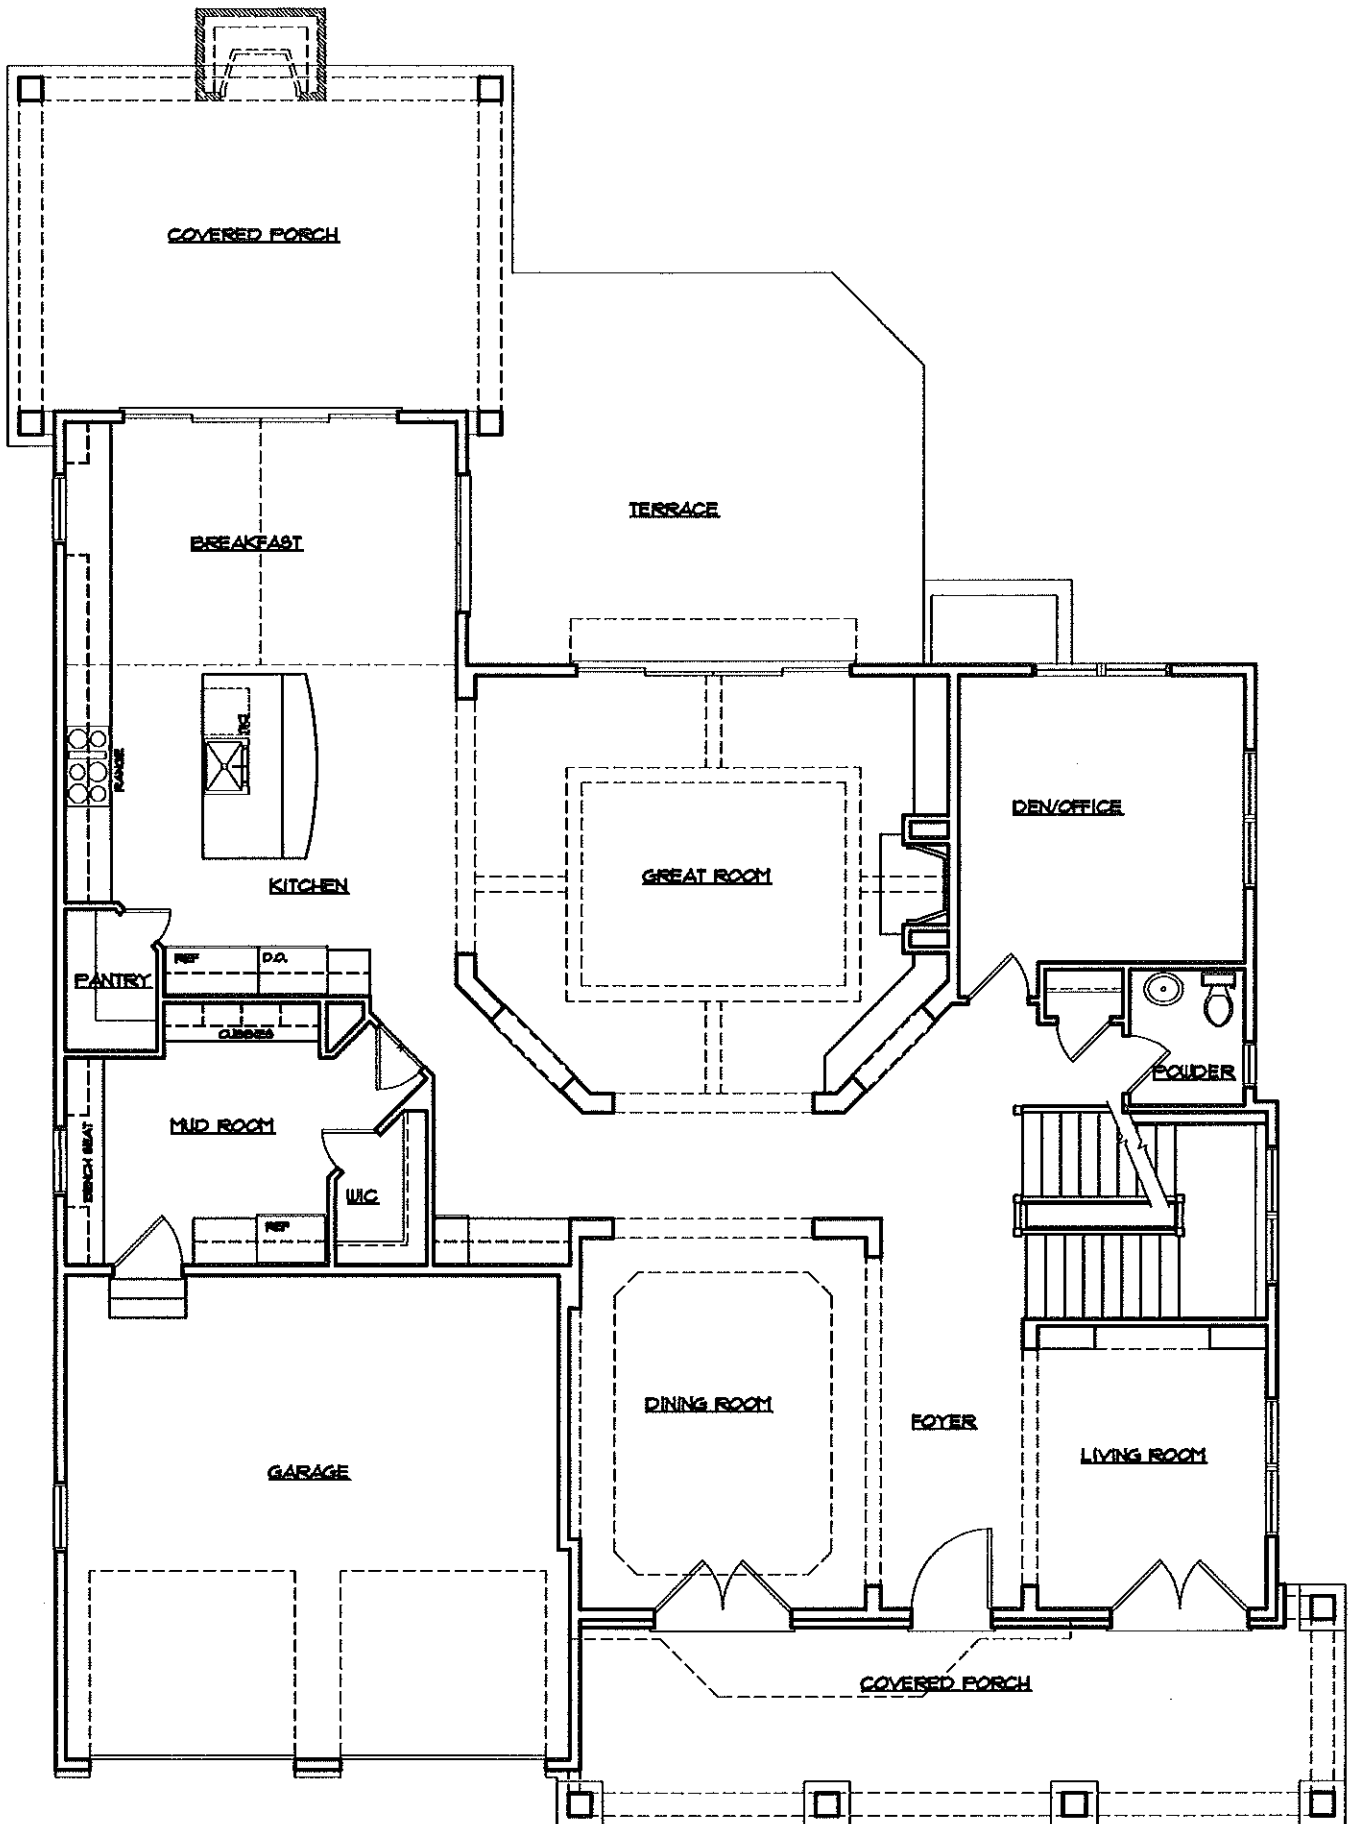 COVERED PORCH
TERRACE
BREAKFAST
RANGE
DEN/OFFICE
GREAT ROOM
KITCHEN
REF
D.O.
PANTRY
CUBBIES
POWDER
MUD ROOM
BENCH SEAT
WIC
REF
DINING ROOM
FOYER
LIVING ROOM
GARAGE
COVERED PORCH